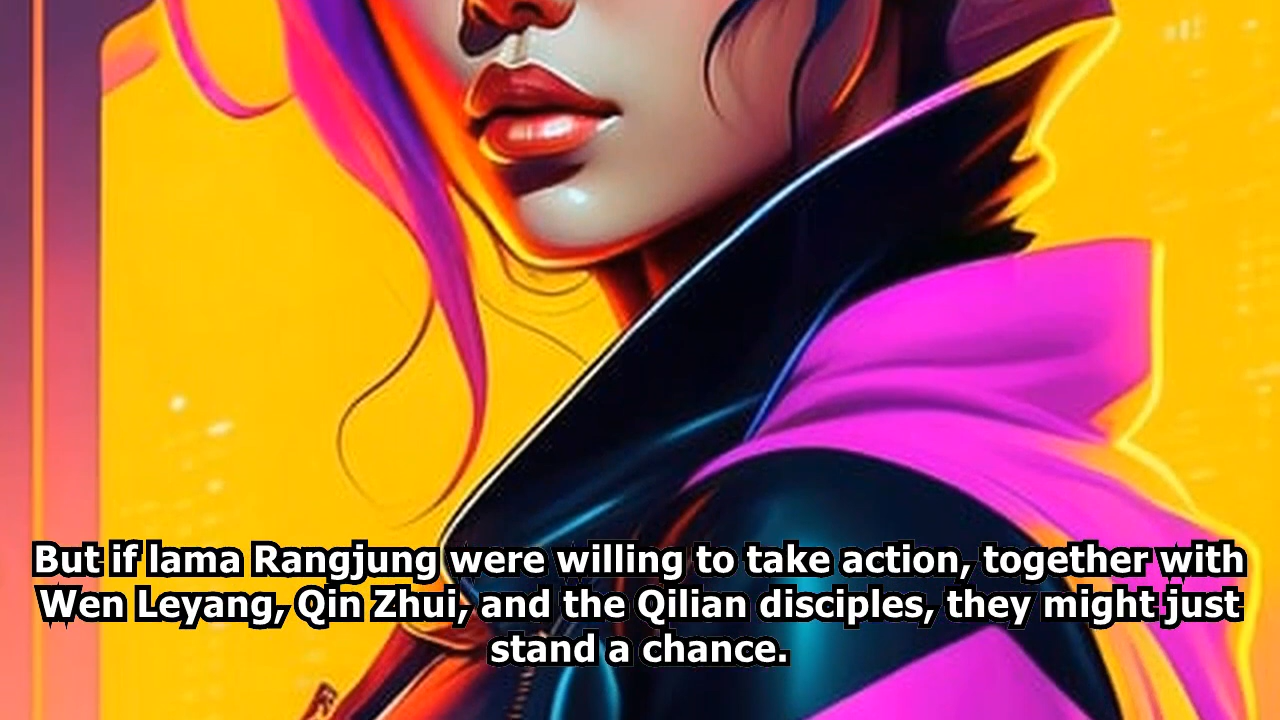 But if lama Rangjung were willing to take action, together with
Wen Leyang, Qin Zhui, and the Qilian disciples, they might just
stand a chance.